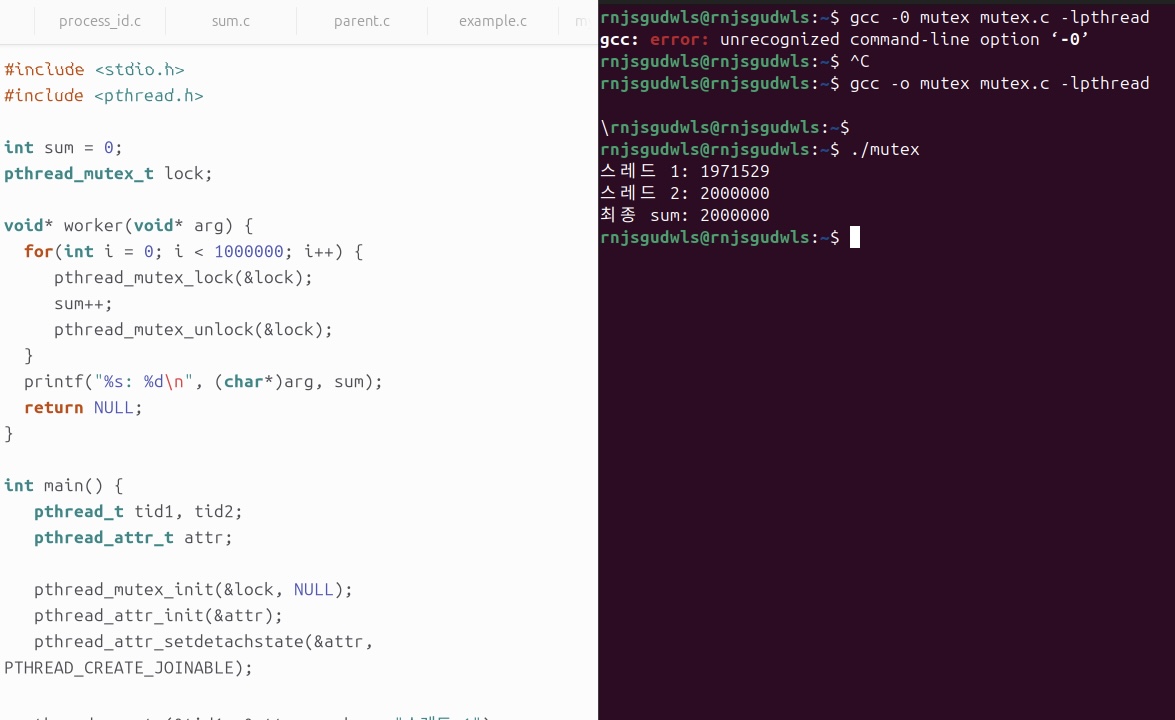 process_id.c
sum.c
parent.c
example.c
#include <stdio.h>
#include <pthread.h>
int sum = 0;
pthread_mutex_t lock;
void* worker(void* arg) {
for(int i = 0; i < 1000000; i++) {
pthread_mutex_lock(&lock);
sum++;
pthread_mutex_unlock(&lock);
}
printf("%s: %d\n", (char*)arg, sum);
return NULL;
}
int main() {
pthread_t tid1, tid2;
pthread_attr_t attr;
pthread_mutex_init(&lock, NULL);
pthread_attr_init(&attr);
pthread_attr_setdetachstate(&attr,
PTHREAD_CREATE_JOINABLE);
rnjsgudwls@rnjsgudwls:~$ gcc -0 mutex mutex.c -lpthread
gcc: error: unrecognized command-line option ‘-0’
rnjsgudwls@rnjsgudwls:~$ ^C
rnjsgudwls@rnjsgudwls:~$ gcc -o mutex mutex.c -lpthread
\rnjsgudwls@rnjsgudwls:~$
rnjsgudwls@rnjsgudwls:~$ ./mutex
스레드 1: 1971529
스레드 2: 2000000
최종 sum: 2000000
rnjsgudwls@rnjsgudwls:~$